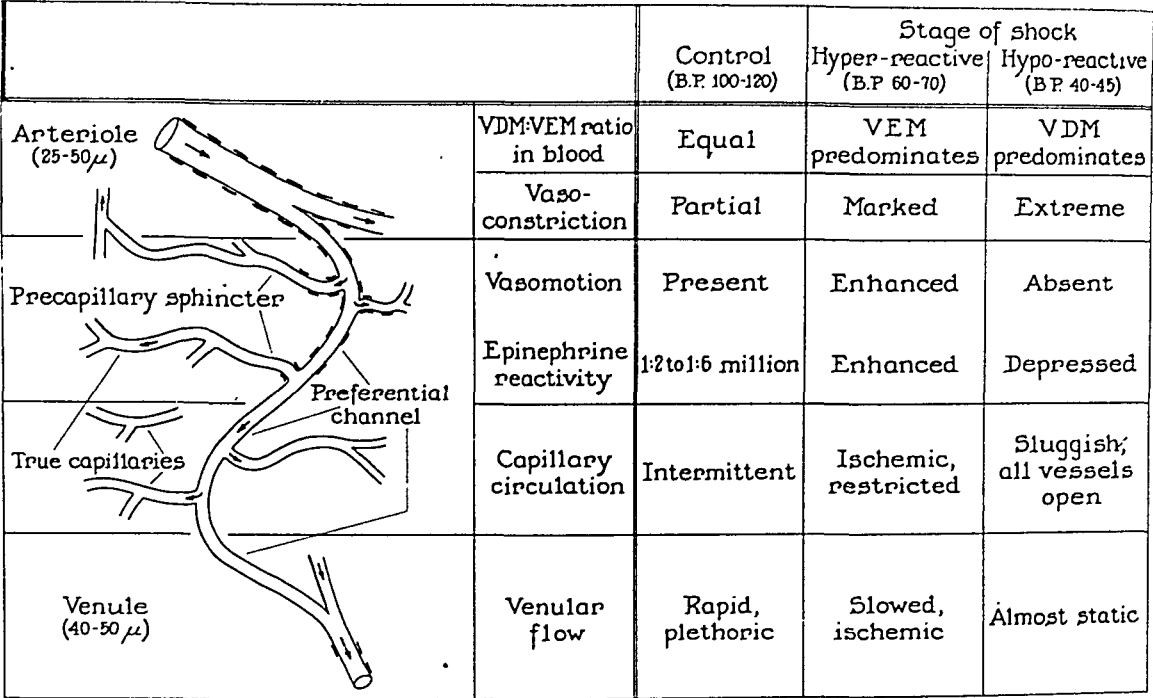 Control
(B.P. 100-120)
Stage of shock
Hyper-reactive
(B.P 60-70)
Hypo-reactive
(B P. 40-45)
Arteriole
(25-50μ)
VDM:VEM ratio
in blood
Equal
VEM
predominates
VDM
predominates
Vaso-
constriction
Partial
Marked
Extreme
Precapillary sphincter
Vasomotion
Present
Enhanced
Absent
Epinephrine
reactivity
1:2 to 1:6 million
Enhanced
Depressed
Preferential
channel
True capillaries
Capillary
circulation
Intermittent
Ischemic,
restricted
Sluggish;
all vessels
open
Venule
(40-50 μ)
Venular
flow
Rapid,
plethoric
Slowed,
ischemic
Almost static